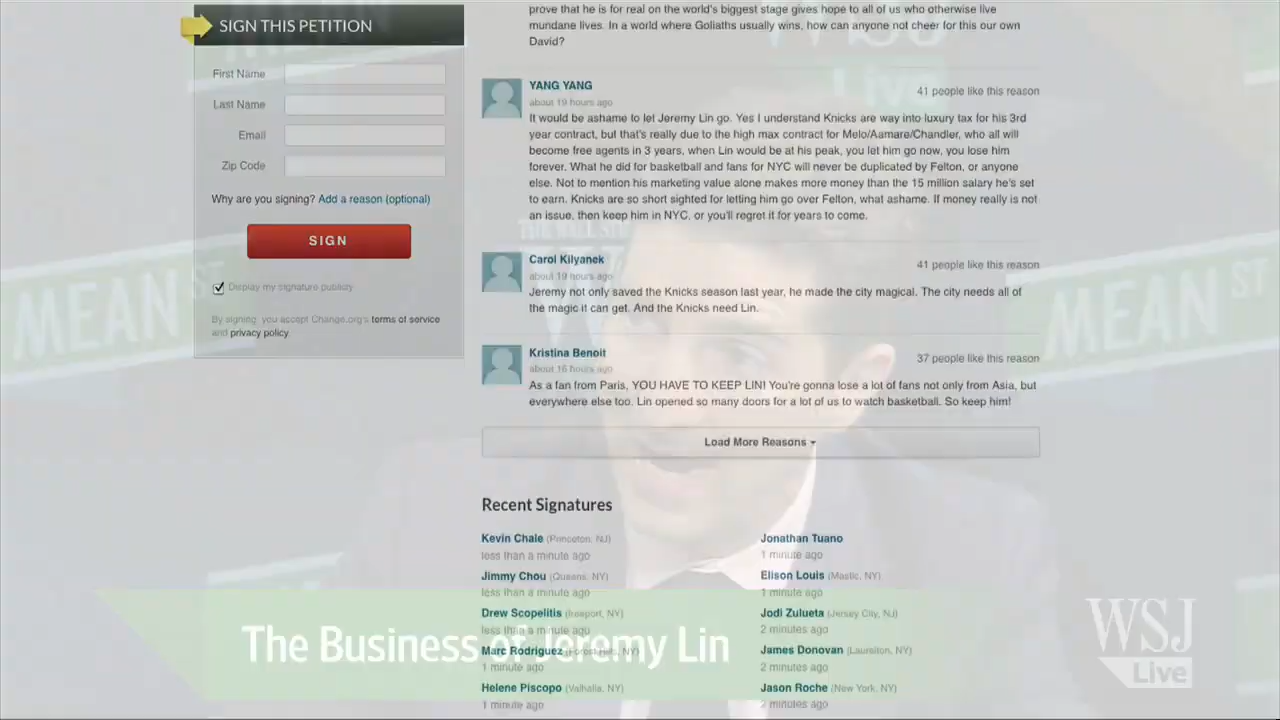 SIGN THIS PETITION
First Name
Last Name
Email
Zip Code
Why are you signing? Add a reason (optional)
SIGN
Display my signature publicly
By signing, you accept Change.org's terms of service
and privacy policy.
prove that he is for real on the world's biggest stage gives hope to all of us who otherwise live
mundane lives. In a world where Goliaths usually wins, how can anyone not cheer for this our own
David?
YANG YANG
41 people like this reason
about 19 hours ago
It would be ashame to let Jeremy Lin go. Yes I understand Knicks are way into luxury tax for his 3rd
year contract, but that's really due to the high max contract for Melo/Aamare/Chandler, who all will
become free agents in 3 years, when Lin would be at his peak, you let him go now, you lose him
forever. What he did for basketball and fans for NYC will never be duplicated by Felton, or anyone
else. Not to mention his marketing value alone makes more money than the 15 million salary he's set
to earn. Knicks are so short sighted for letting him go over Felton, what ashame. If money really is not
an issue, then keep him in NYC, or you'll regret it for years to come.
Carol Kilyanek
41 people like this reason
about 19 hours ago
Jeremy not only saved the Knicks season last year, he made the city magical. The city needs all of
the magic it can get. And the Knicks need Lin.
Kristina Benoit
37 people like this reason
about 16 hours ago
As a fan from Paris, YOU HAVE TO KEEP LIN! You're gonna lose a lot of fans not only from Asia, but
everywhere else too. Lin opened so many doors for a lot of us to watch basketball. So keep him!
Load More Reasons
Recent Signatures
Kevin Chale (Princeton, NJ)
less than a minute ago
Jimmy Chou (Queens, NY)
less than a minute ago
Drew Scopelitis (freeport, NY)
less than a minute ago
Marc Rodriguez (Forest Hills, NY)
1 minute ago
Helene Piscopo (Valhalla, NY)
1 minute ago
Jonathan Tuano
1 minute ago
Elison Louis (Mastic, NY)
1 minute ago
Jodi Zulueta (Jersey City, NJ)
2 minutes ago
James Donovan (Laurelton, NY)
2 minutes ago
Jason Roche (New York, NY)
2 minutes ago
The Business of Jeremy Lin
WSJ
Live
MEAN ST
MEAN ST
Live
THE WALL ST